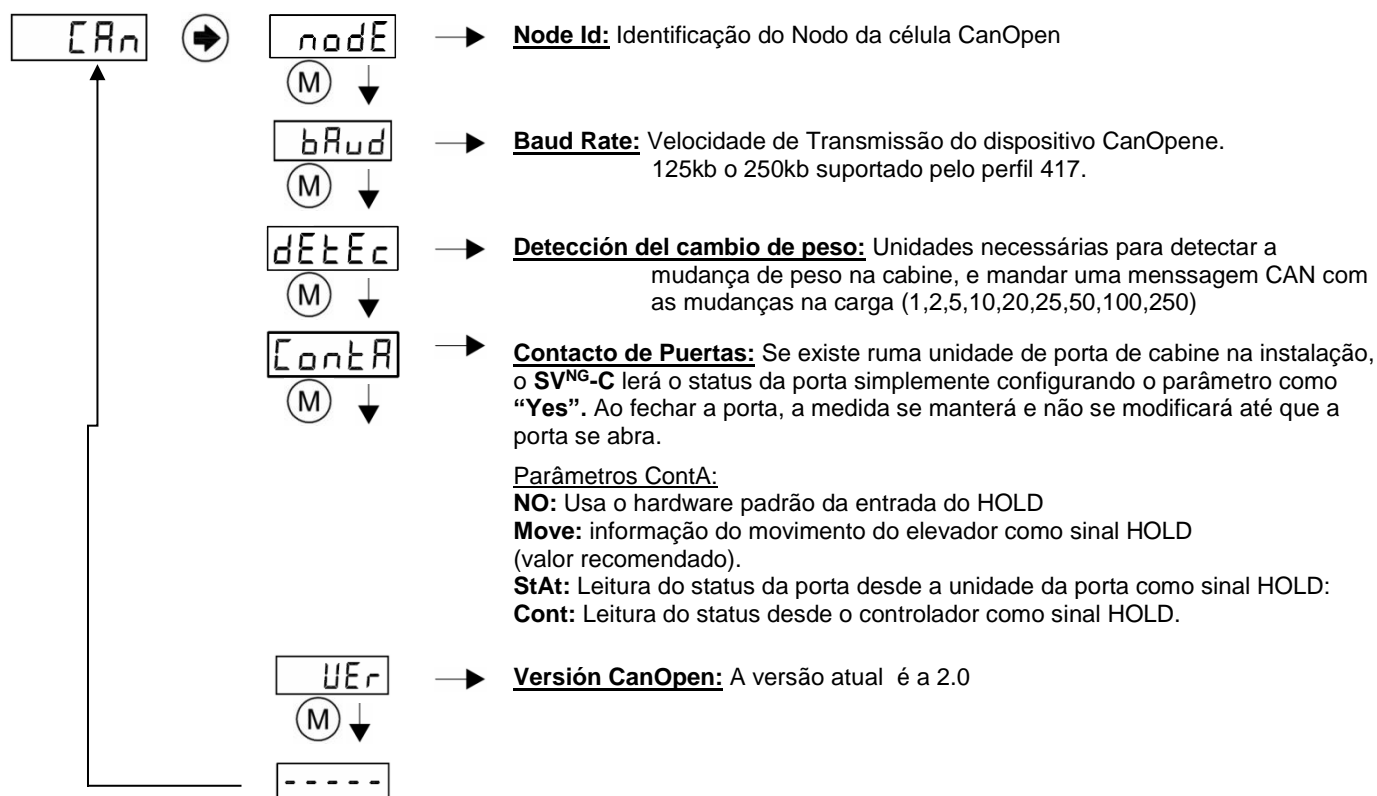 CAn nodE Node Id: Identificação do Nodo da célula CanOpen
M
bAud Baud Rate: Velocidade de Transmissão do dispositivo CanOpene.
125kb o 250kb suportado pelo perfil 417.
M
dEtEc Detección del cambio de peso: Unidades necessárias para detectar a
mudança de peso na cabine, e mandar uma menssagem CAN com
M
as mudanças na carga (1,2,5,10,20,25,50,100,250)
ContA Contacto de Puertas: Se existe ruma unidade de porta de cabine na instalação,
o SVNG-C lerá o status da porta simplemente configurando o parâmetro como
M
“Yes”. Ao fechar a porta, a medida se manterá e não se modificará até que a
porta se abra.
Parâmetros ContA:
NO: Usa o hardware padrão da entrada do HOLD
Move: informação do movimento do elevador como sinal HOLD
(valor recomendado).
StAt: Leitura do status da porta desde a unidade da porta como sinal HOLD:
Cont: Leitura do status desde o controlador como sinal HOLD.
VEr Versión CanOpen: A versão atual é a 2.0
M
-----